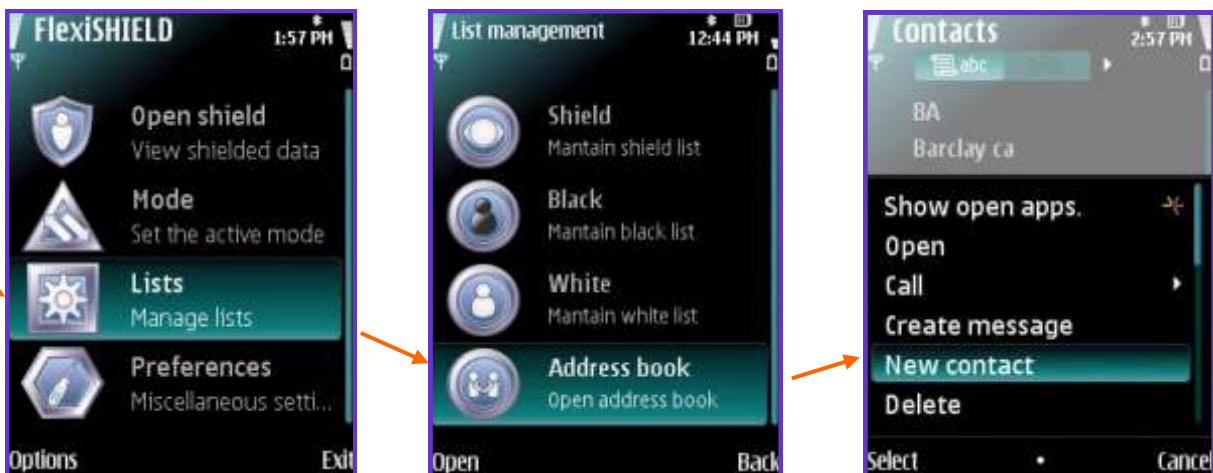 FlexiSHIELD
1:57 PM
Open shield
View shielded data
Mode
Set the active mode
Lists
Manage lists
Preferences
Miscellaneous setti...
Options
Exit
List management
12:44 PM
Shield
Mantain shield list
Black
Mantain black list
White
Mantain white list
Address book
Open address book
Open
Back
Contacts
2:57 PM
abc
BA
Barclay ca
Show open apps.
Open
Call
Create message
New contact
Delete
Select
Cancel